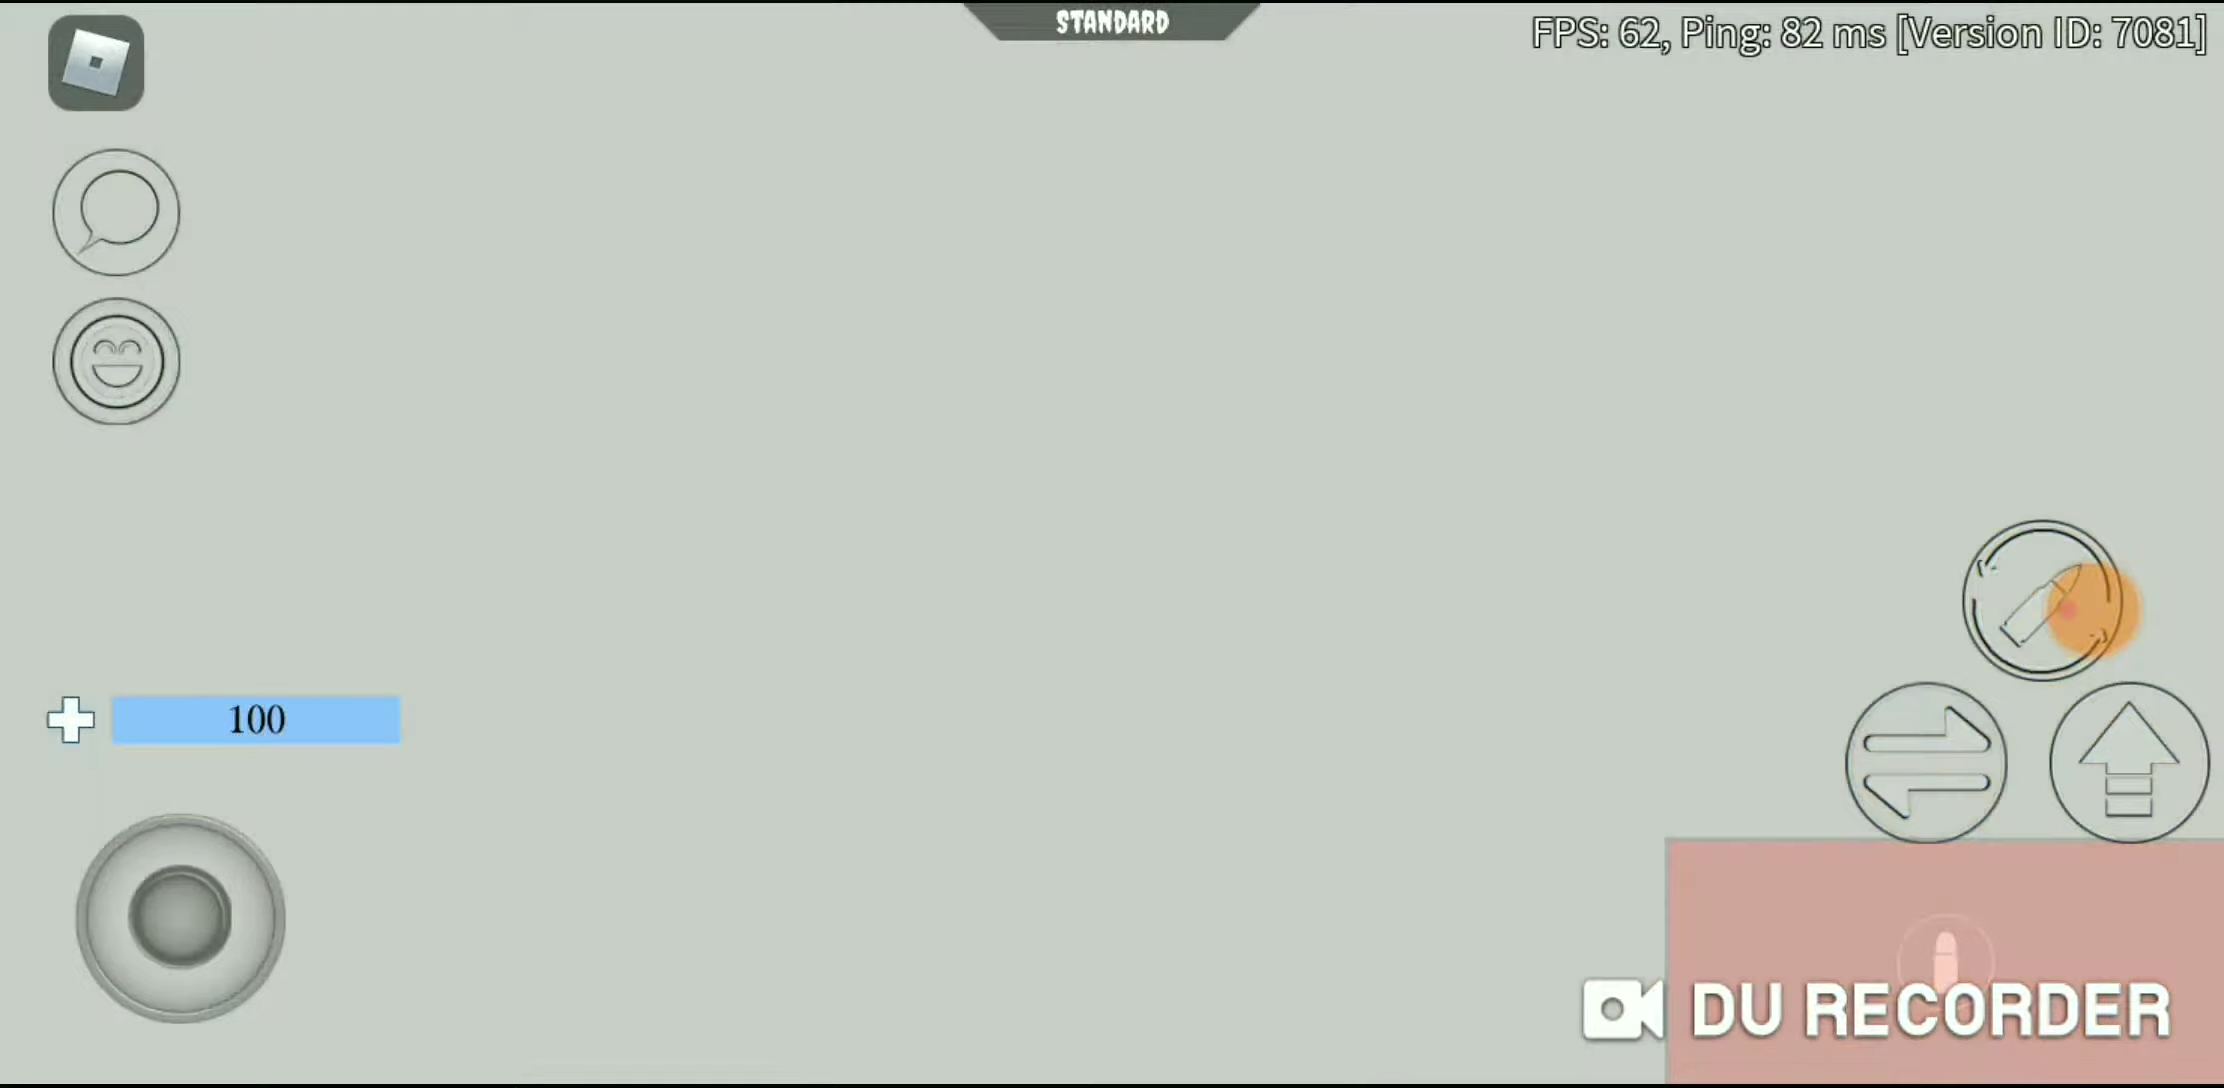 STANDARD
FPS: 62, Ping: 82 ms [Version ID: 7081]
100
DU RECORDER